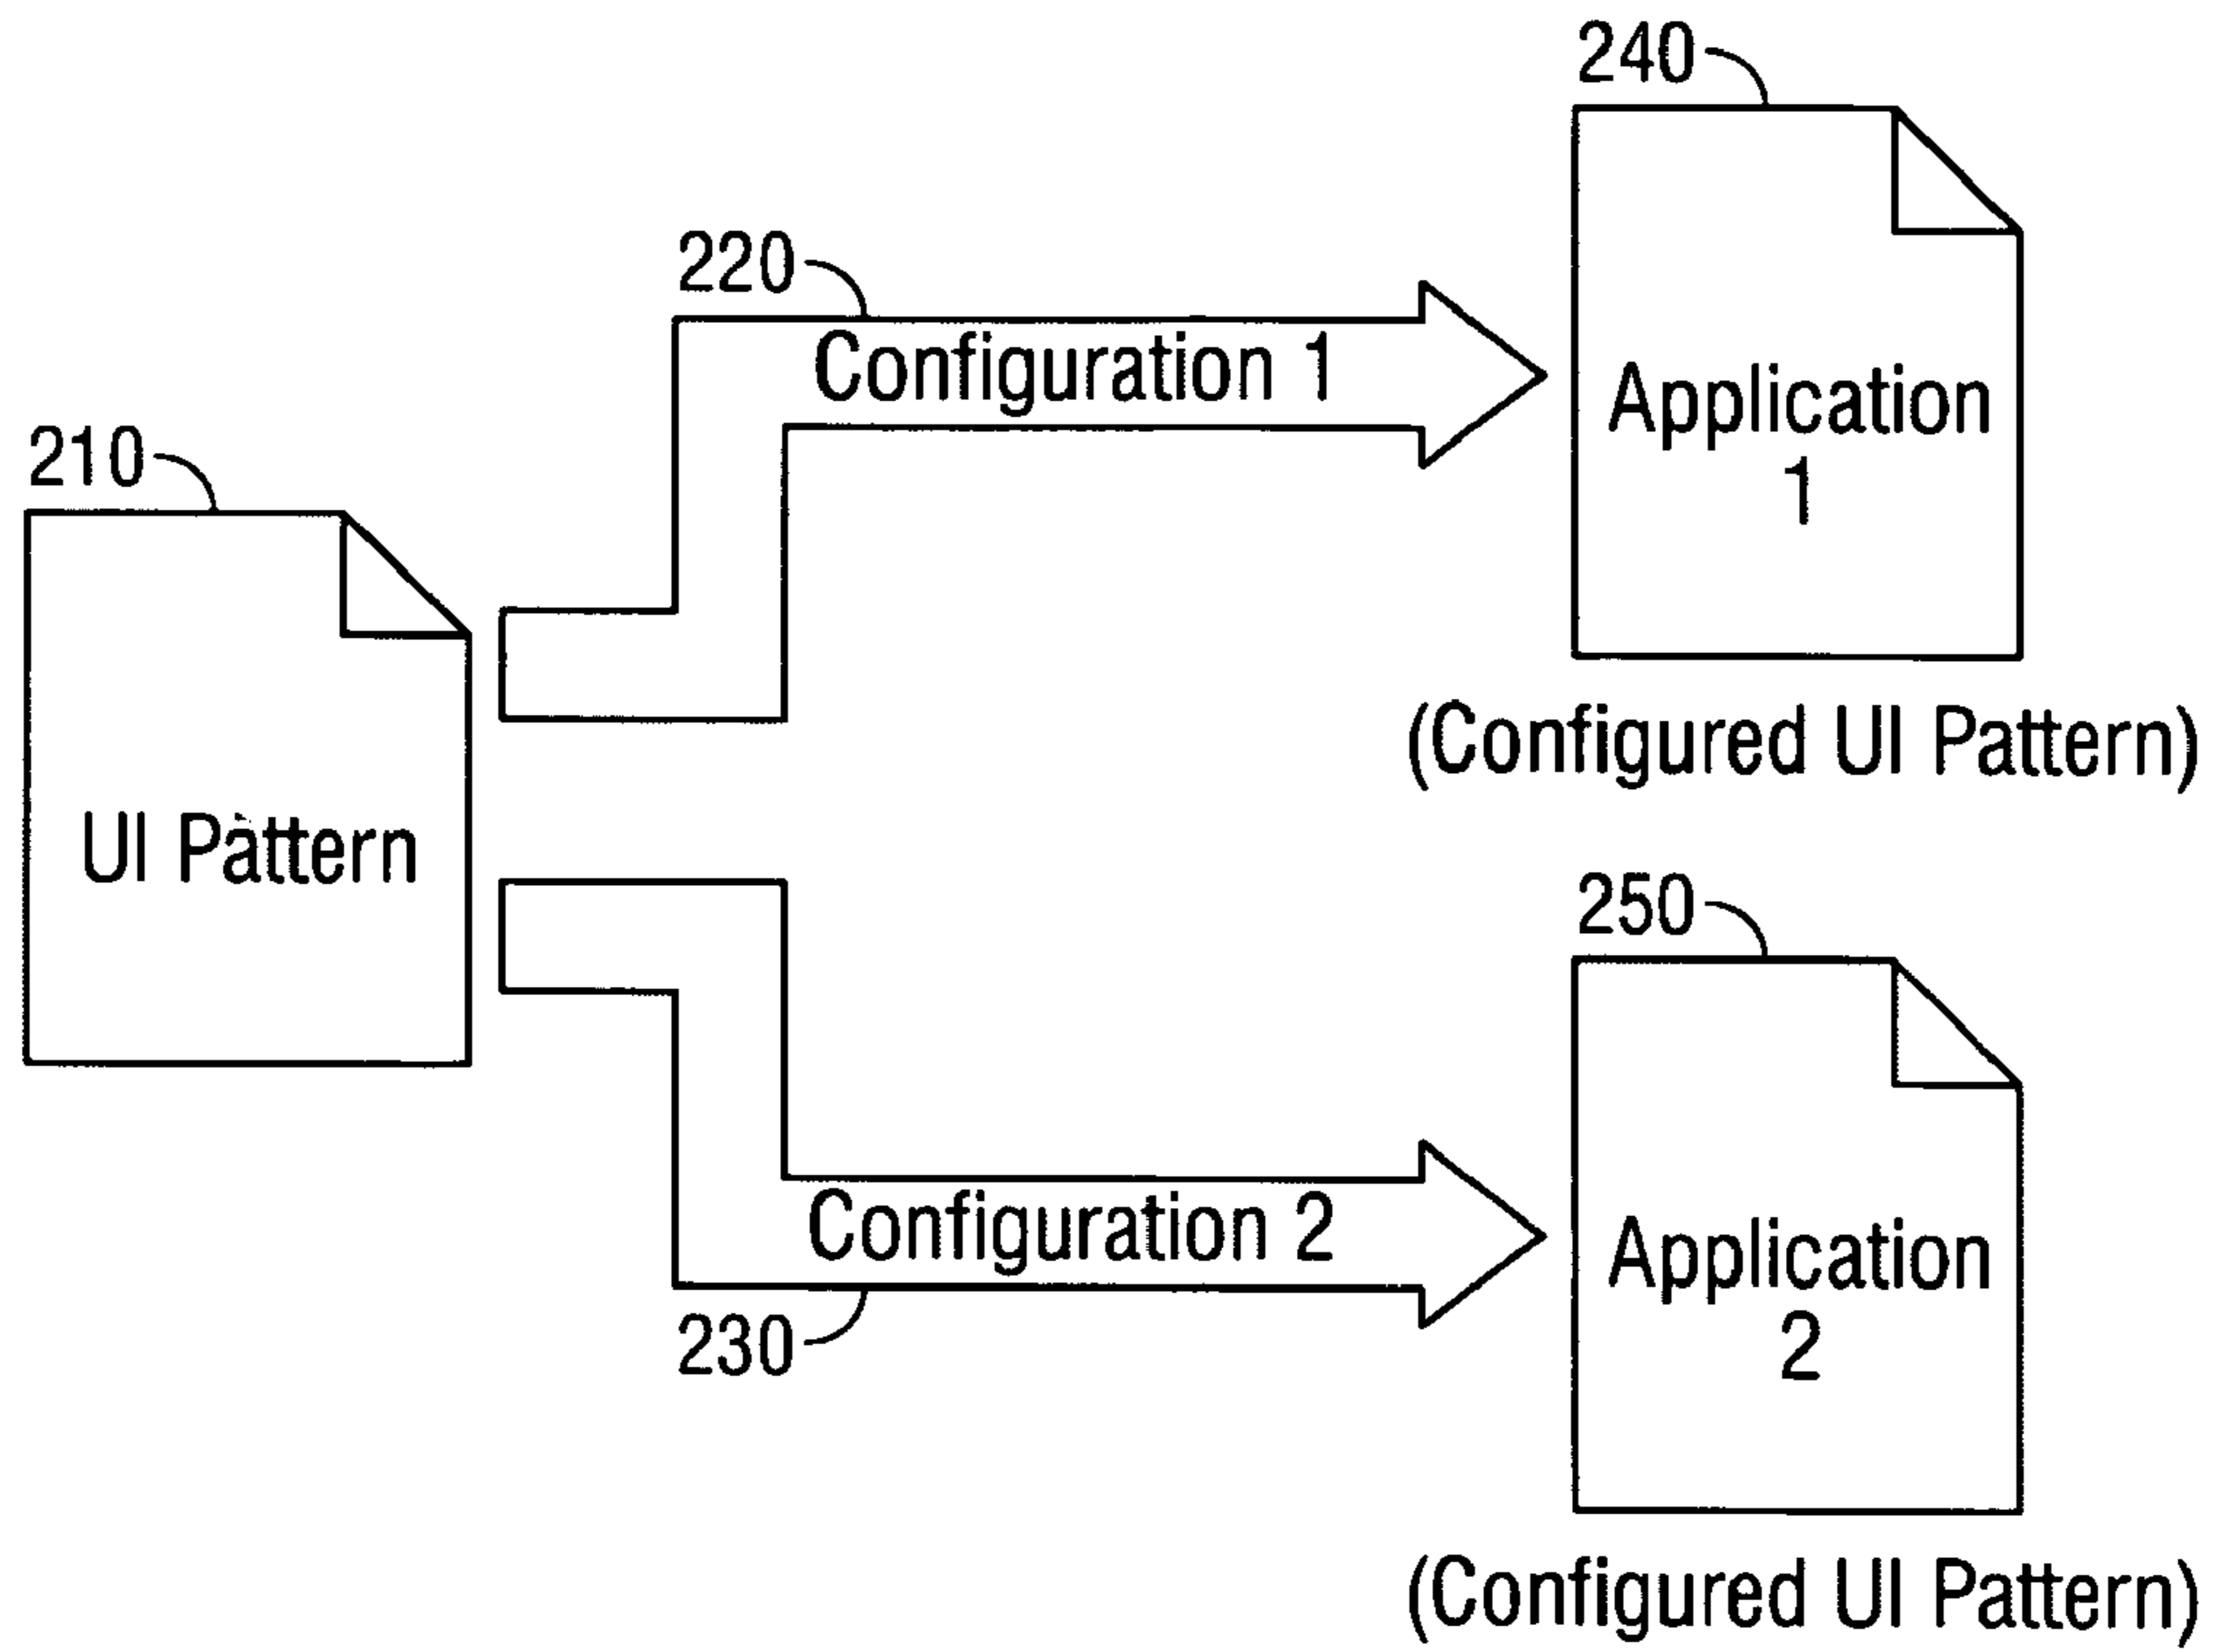 240
220
Configuration 1
Application
1
210
(Configured UI Pattern)
UI Pattern
250
Configuration 2
Application
2
230
(Configured UI Pattern)